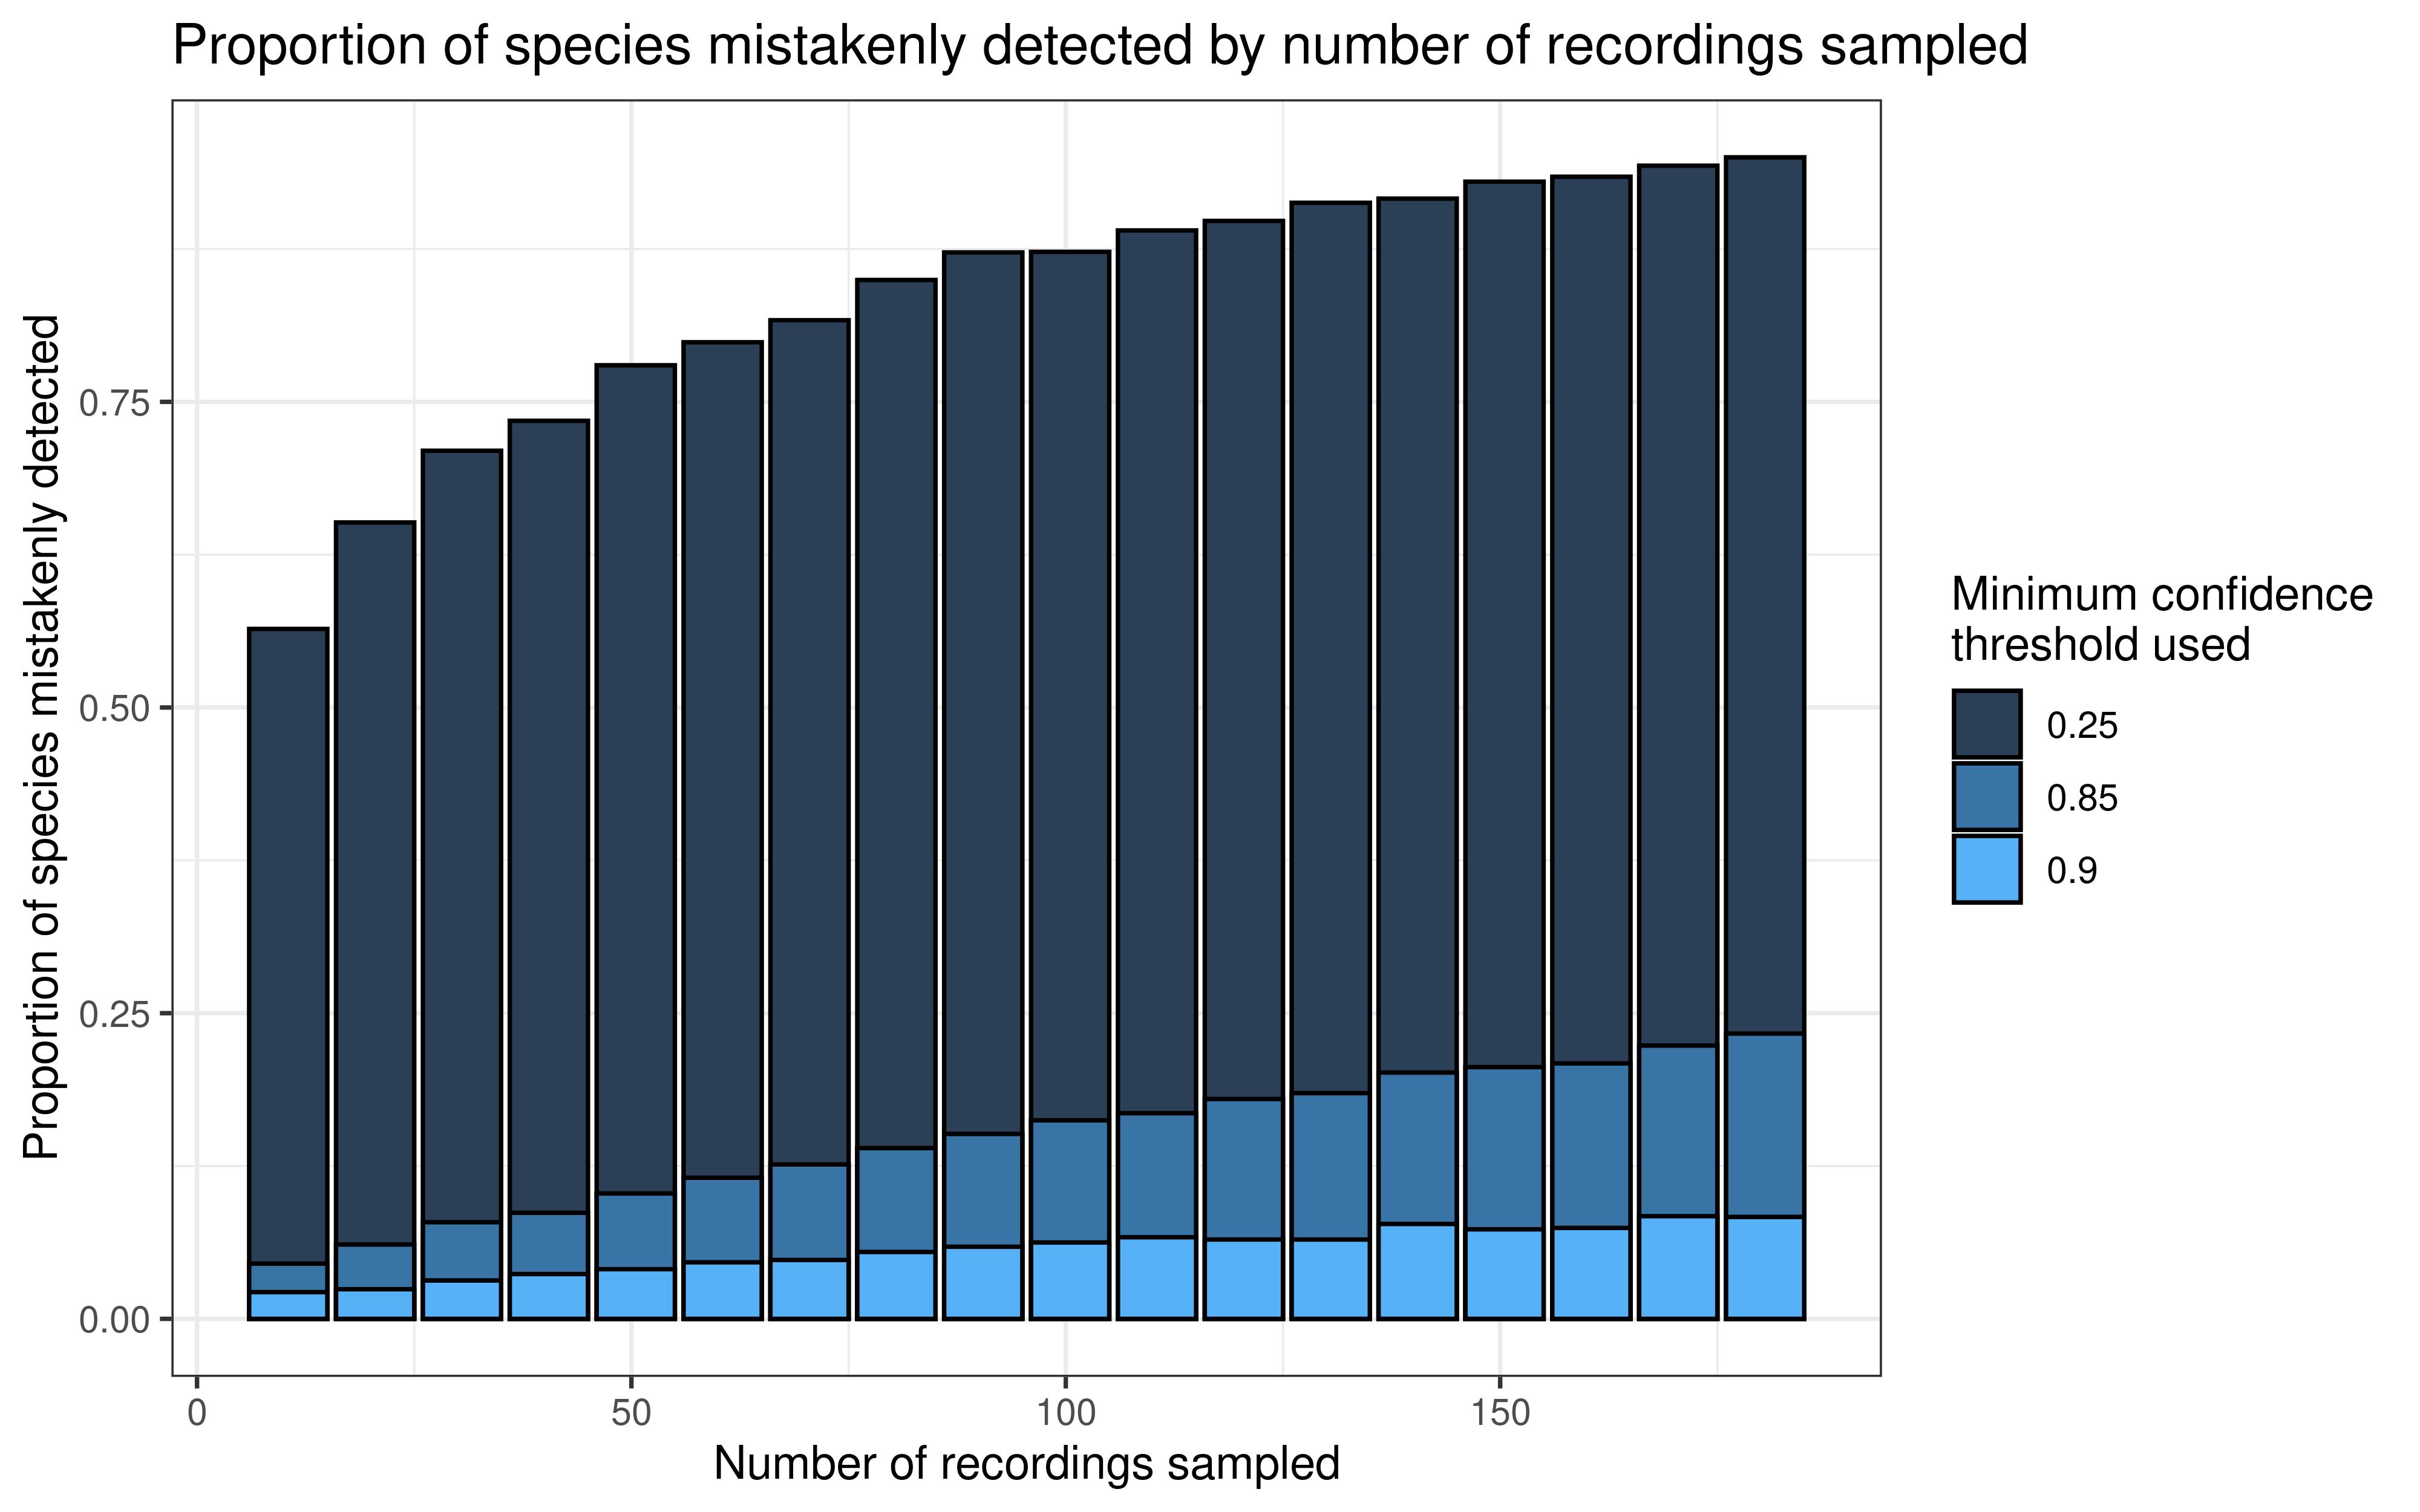 Proportion of species mistakenly detected by number of recordings sampled
Proportion of species mistakenly detected
0.75
0.50
0.25
0.00
0
50
100
150
Number of recordings sampled
Minimum confidence
threshold used
0.25
0.85
0.9